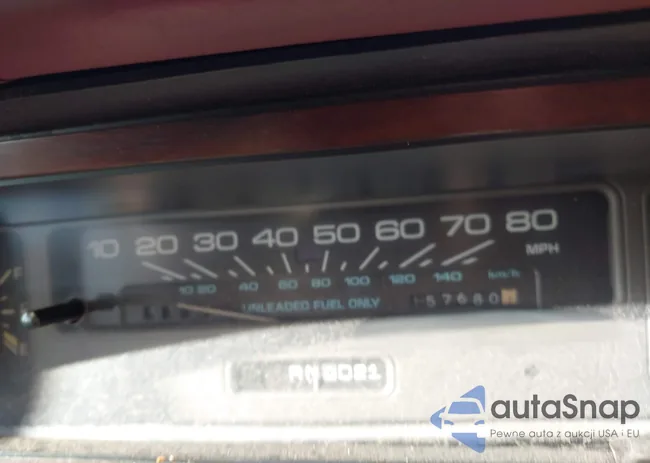 10 20 30 40 50 60 70 80
MPH
10 20 40 60 80 100 120 140 km/h
UNLEADED FUEL ONLY
57680
F
E
autaSnap
Pewne auta z aukcji USA i EU